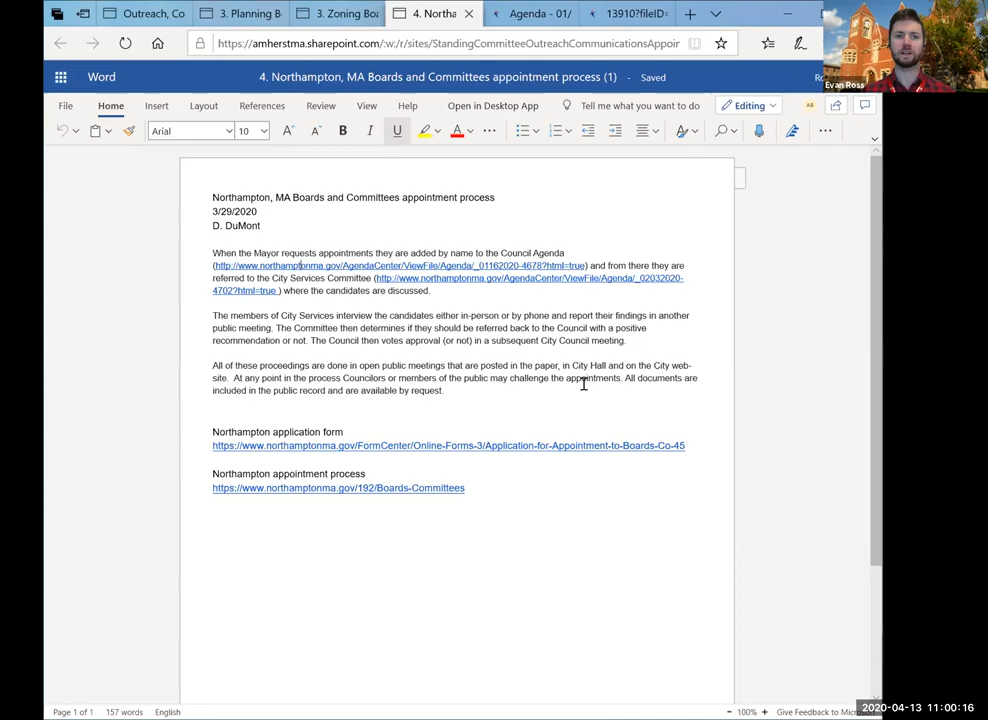 Outreach, Co
3. Planning B
3. Zoning Boa
4. Northa
Agenda - 01/
13910?fileID=
https://amherstma.sharepoint.com/:w:/r/sites/StandingCommitteeOutreachCommunicationsAppoir
Evan Ross
Word
4. Northampton, MA Boards and Committees appointment process (1) - Saved
Ro
File Home Insert Layout References Review View Help Open in Desktop App Tell me what you want to do Editing
Arial 10 B I U A
Northampton, MA Boards and Committees appointment process
3/29/2020
D. DuMont
When the Mayor requests appointments they are added by name to the Council Agenda
(http://www.northamptonma.gov/AgendaCenter/ViewFile/Agenda/_01162020-4678?html=true) and from there they are
referred to the City Services Committee (http://www.northamptonma.gov/AgendaCenter/ViewFile/Agenda/_02032020-
4702?html=true ) where the candidates are discussed.
The members of City Services interview the candidates either in-person or by phone and report their findings in another
public meeting. The Committee then determines if they should be referred back to the Council with a positive
recommendation or not. The Council then votes approval (or not) in a subsequent City Council meeting.
All of these proceedings are done in open public meetings that are posted in the paper, in City Hall and on the City web-
site. At any point in the process Councilors or members of the public may challenge the appointments. All documents are
included in the public record and are available by request.
Northampton application form
https://www.northamptonma.gov/FormCenter/Online-Forms-3/Application-for-Appointment-to-Boards-Co-45
Northampton appointment process
https://www.northamptonma.gov/192/Boards-Committees
Page 1 of 1 157 words English
- 100% + Give Feedback to Micros
2020-04-13 11:00:16